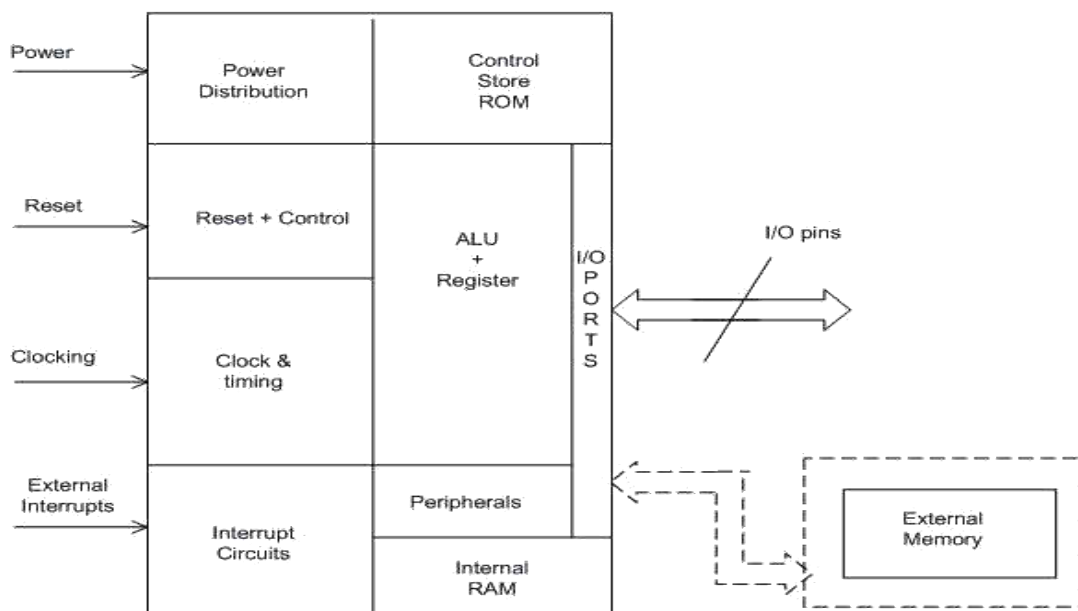 Power
Power
Distribution
Control
Store
ROM
Reset
Reset + Control
ALU
+
Register
I/O
P
O
R
T
S
I/O pins
Clocking
Clock &
timing
External
Interrupts
Interrupt
Circuits
Peripherals
Internal
RAM
External
Memory